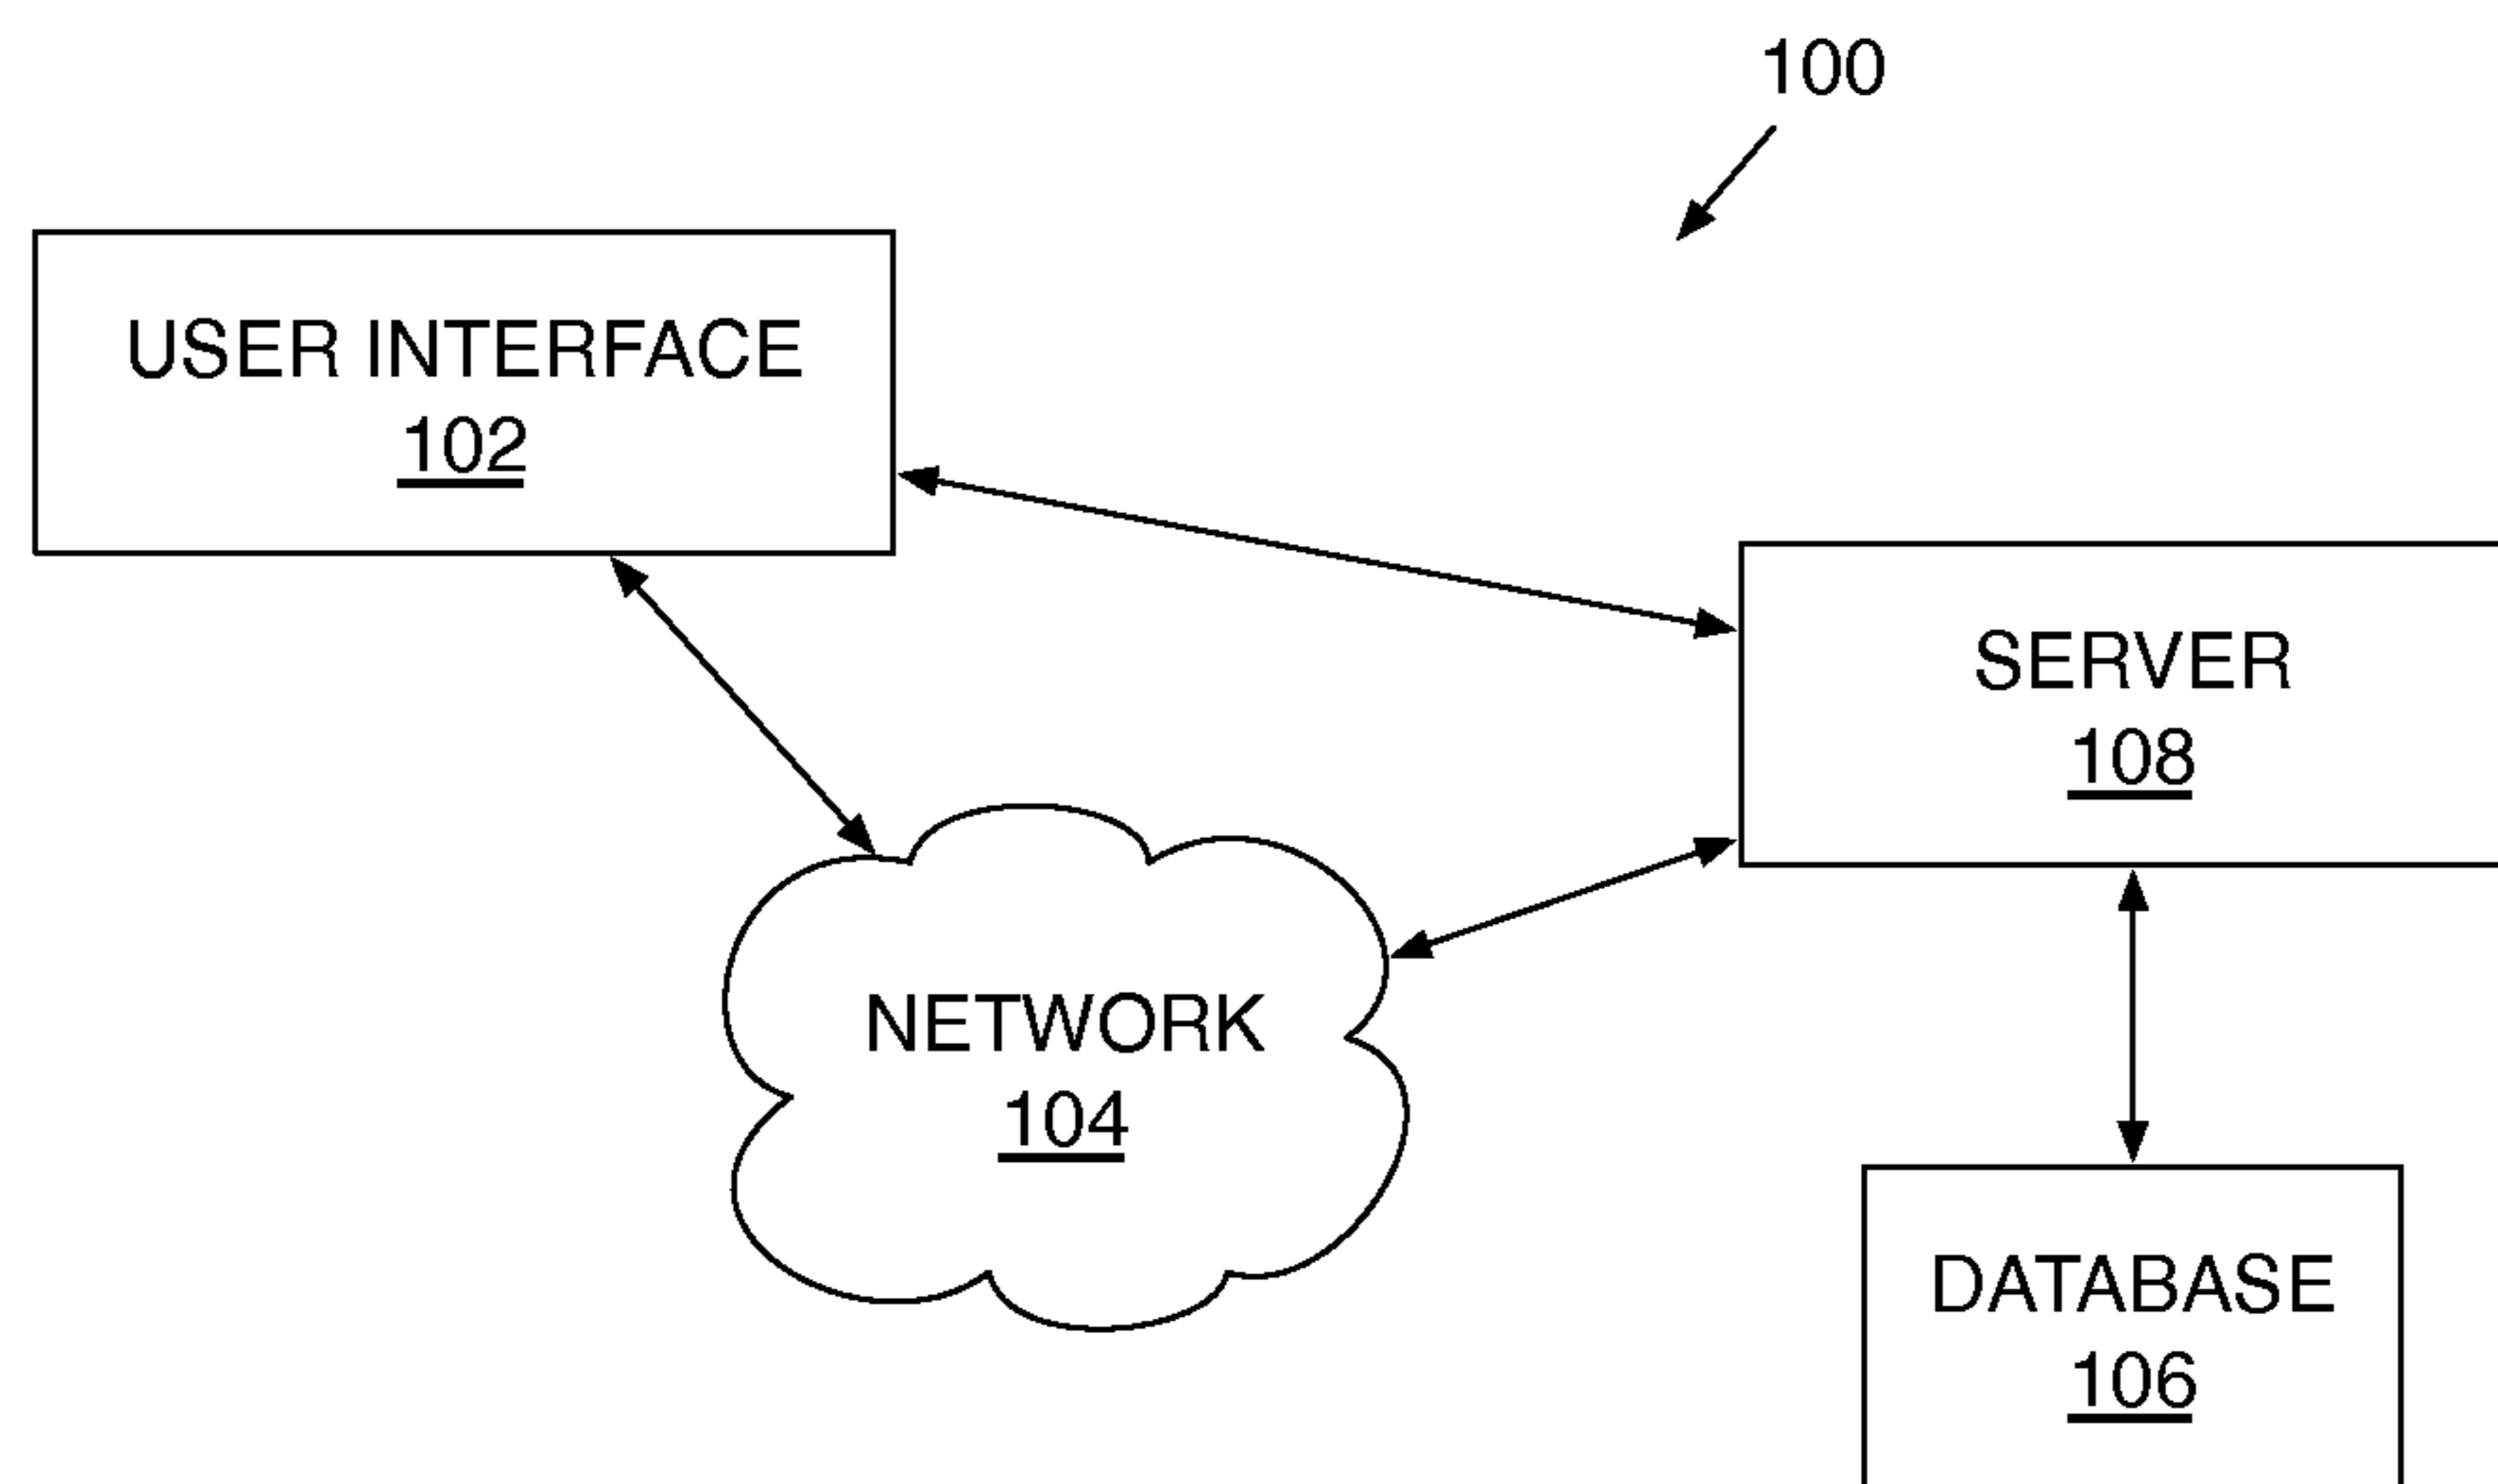 100
USER INTERFACE
102
SERVER
108
NETWORK
104
DATABASE
106